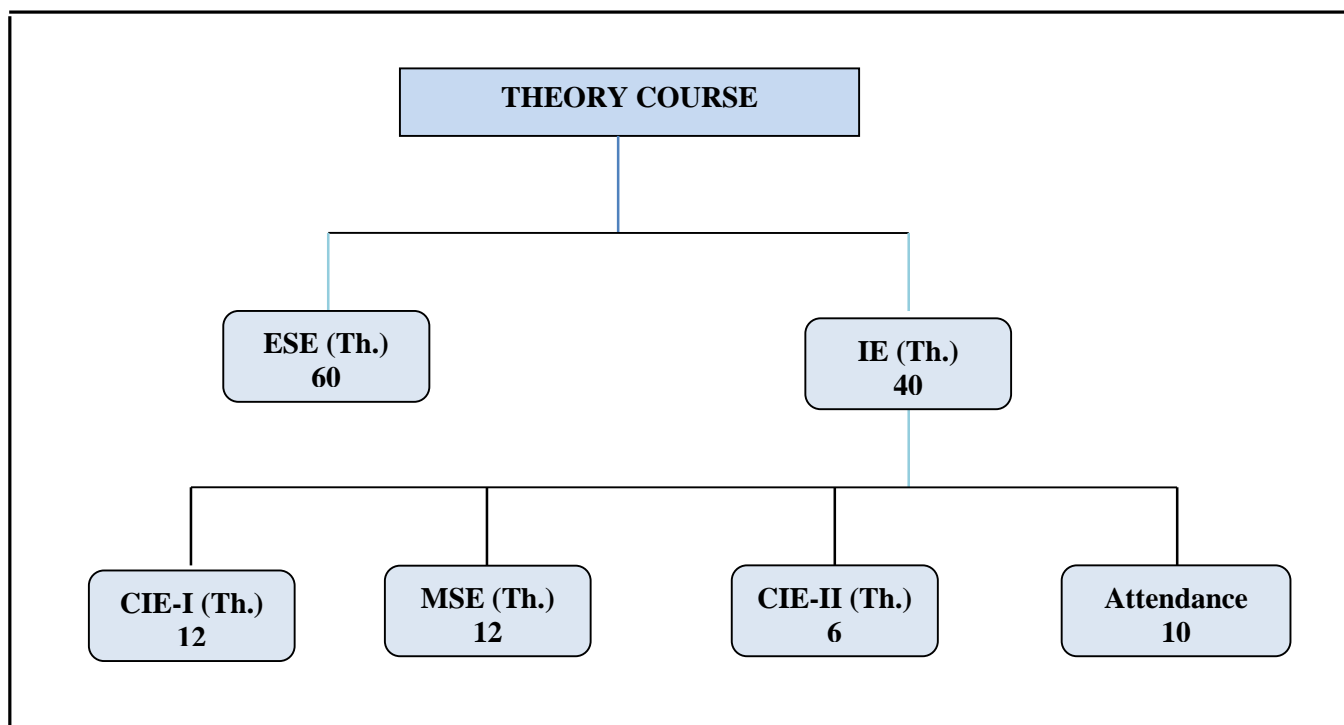 THEORY COURSE
ESE (Th.)
60
IE (Th.)
40
CIE-I (Th.)
12
MSE (Th.)
12
CIE-II (Th.)
6
Attendance
10